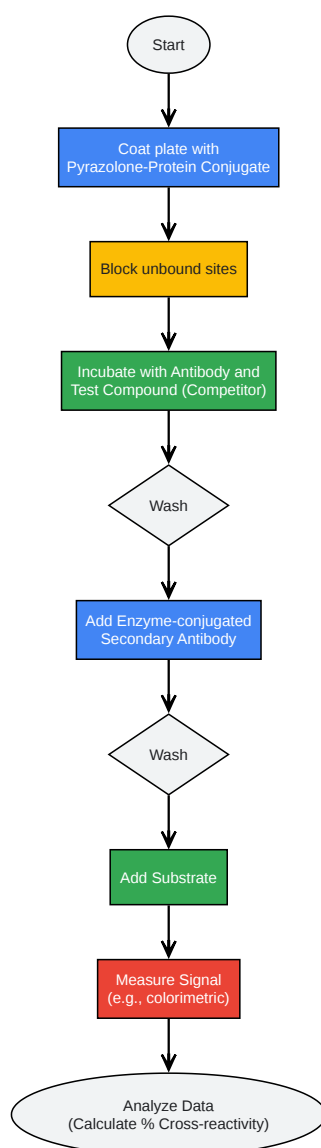 Start
Coat plate with
Pyrazolone-Protein Conjugate
Block unbound sites
Incubate with Antibody and
Test Compound (Competitor)
Wash
Add Enzyme-conjugated
Secondary Antibody
Wash
Add Substrate
Measure Signal
(e.g., colorimetric)
Analyze Data
(Calculate % Cross-reactivity)